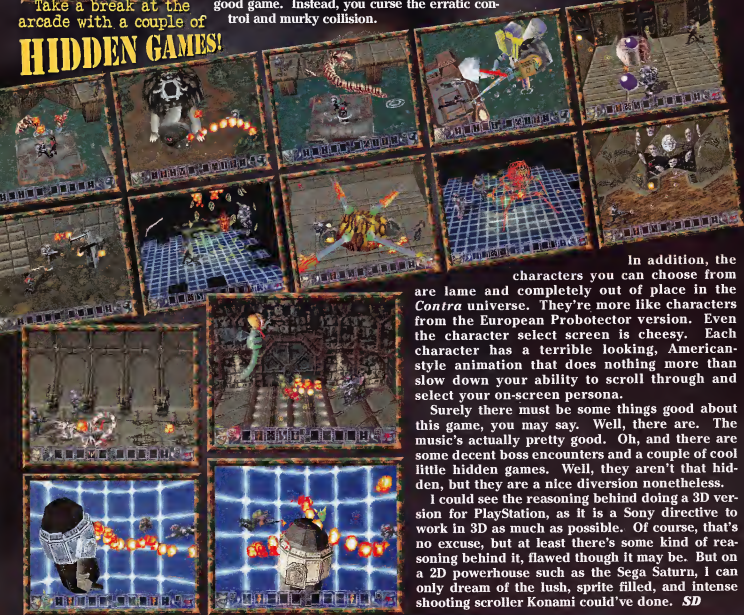 Take a break at the
arcade with a couple of
HIDDEN GAMES!
good game. Instead, you curse the erratic con-
trol and murky collision.
In addition, the
characters you can choose from
are lame and completely out of place in the
Contra universe. They're more like characters
from the European Probotector version. Even
the character select screen is cheesy. Each
character has a terrible looking, American-
style animation that does nothing more than
slow down your ability to scroll through and
select your on-screen persona.
Surely there must be some things good about
this game, you may say. Well, there are. The
music's actually pretty good. Oh, and there are
some decent boss encounters and a couple of cool
little hidden games. Well, they aren't that hid-
den, but they are a nice diversion nonetheless.
I could see the reasoning behind doing a 3D ver-
sion for PlayStation, as it is a Sony directive to
work in 3D as much as possible. Of course, that's
no excuse, but at least there's some kind of rea-
soning behind it, flawed though it may be. But on
a 2D powerhouse such as the Sega Saturn, I can
only dream of the lush, sprite filled, and intense
shooting scroller Konami could've done. SD